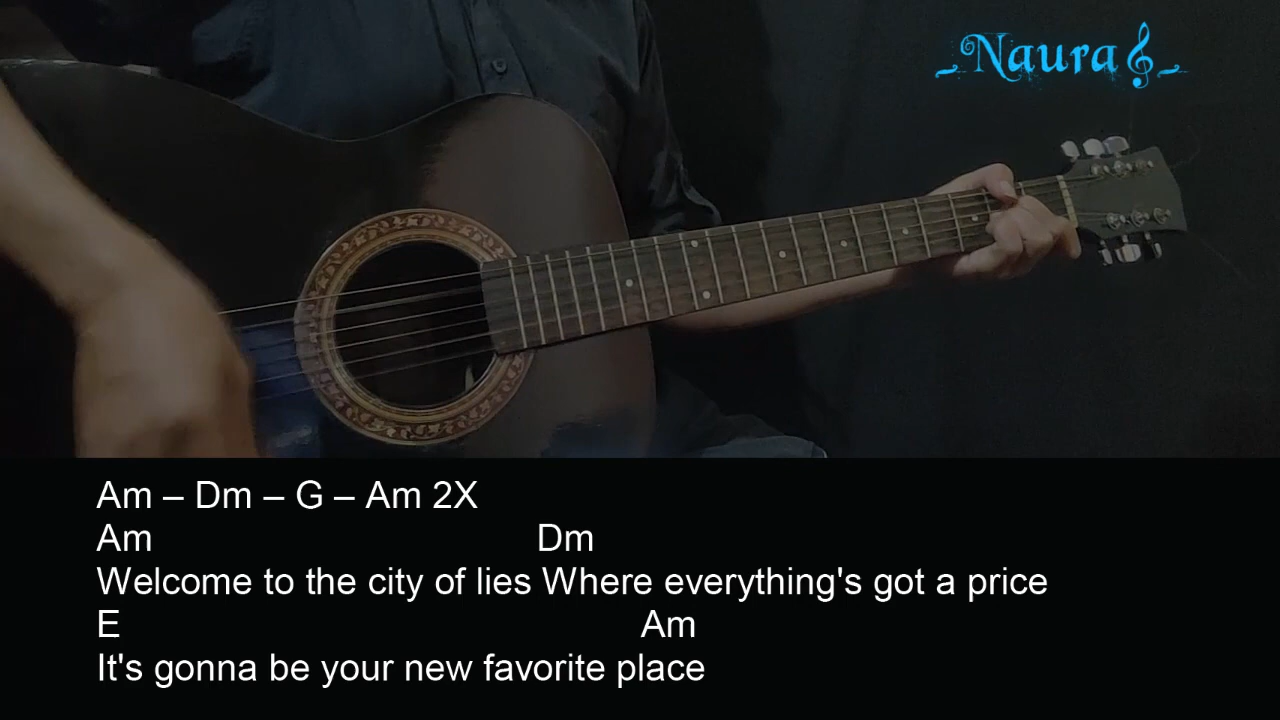 Naura
Am – Dm – G – Am 2X
Am Dm
Welcome to the city of lies Where everything's got a price
E Am
It's gonna be your new favorite place